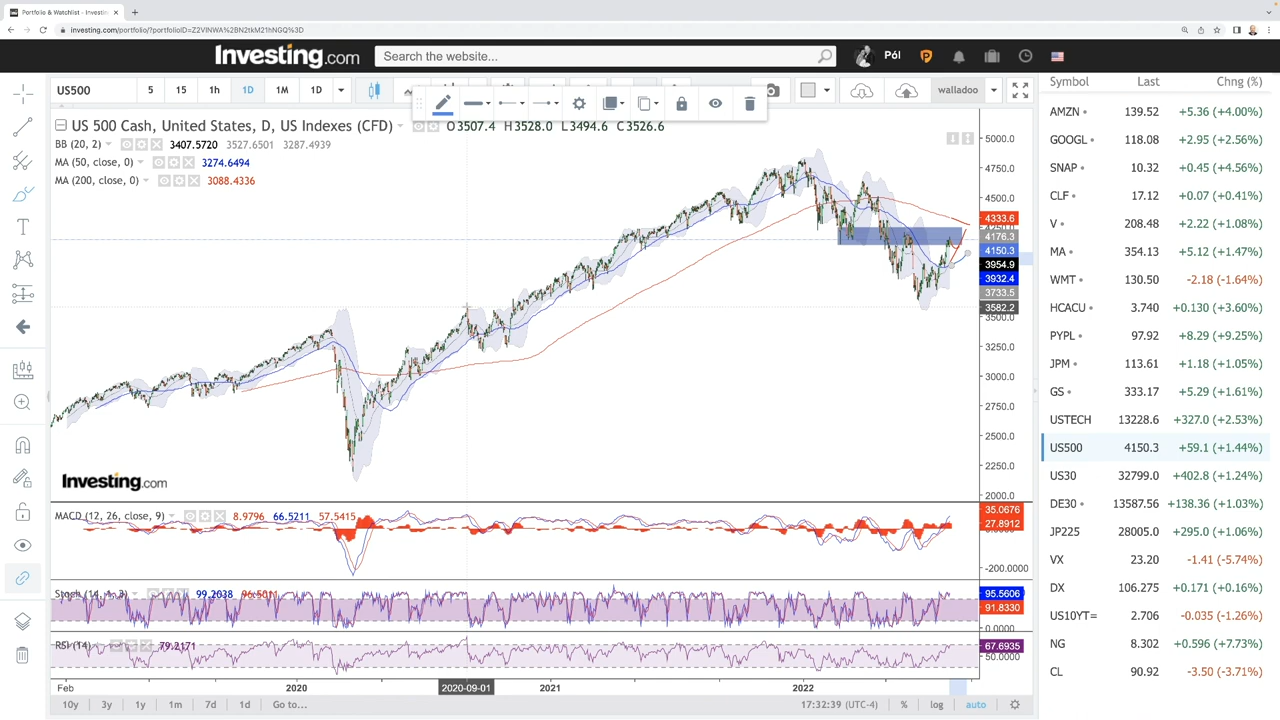 Portfolio & Watchlist - Investin
investing.com/portfolio/?portfolioID=Z2VlNWA%2BN2tkM21hNGQ%3D
Investing.com
Search the website...
Pól
US500 5 15 1h 1D 1M 1D walladoo
US 500 Cash, United States, D, US Indexes (CFD) O3507.4 H3528.0 L3494.6 C3526.6
BB (20, 2) 3407.5720 3527.6501 3287.4939
MA (50, close, 0) 3274.6494
MA (200, close, 0) 3088.4336
5000.0
4750.0
4500.0
4333.6
4176.3
4150.3
3954.9
3932.4
3733.5
3582.2
3500.0
3250.0
3000.0
2750.0
2500.0
2250.0
2000.0
Investing.com
MACD (12, 26, close, 9) 8.9796 66.5211 57.5415
35.0676
27.8912
-200.0000
Stoch (14, 1, 3) 99.2038 96.5011
95.5606
91.8330
0.0000
RSI (14) 79.2171
67.6935
50.0000
Feb 2020 2020-09-01 2021 2022
10y 3y 1y 1m 7d 1d Go to... 17:32:39 (UTC-4) % log auto
Symbol Last Chng (%)
AMZN 139.52 +5.36 (+4.00%)
GOOGL 118.08 +2.95 (+2.56%)
SNAP 10.32 +0.45 (+4.56%)
CLF 17.12 +0.07 (+0.41%)
V 208.48 +2.22 (+1.08%)
MA 354.13 +5.12 (+1.47%)
WMT 130.50 -2.18 (-1.64%)
HCACU 3.740 +0.130 (+3.60%)
PYPL 97.92 +8.29 (+9.25%)
JPM 113.61 +1.18 (+1.05%)
GS 333.17 +5.29 (+1.61%)
USTECH 13228.6 +327.0 (+2.53%)
US500 4150.3 +59.1 (+1.44%)
US30 32799.0 +402.8 (+1.24%)
DE30 13587.56 +138.36 (+1.03%)
JP225 28005.0 +295.0 (+1.06%)
VX 23.20 -1.41 (-5.74%)
DX 106.275 +0.171 (+0.16%)
US10YT= 2.706 -0.035 (-1.26%)
NG 8.302 +0.596 (+7.73%)
CL 90.92 -3.50 (-3.71%)